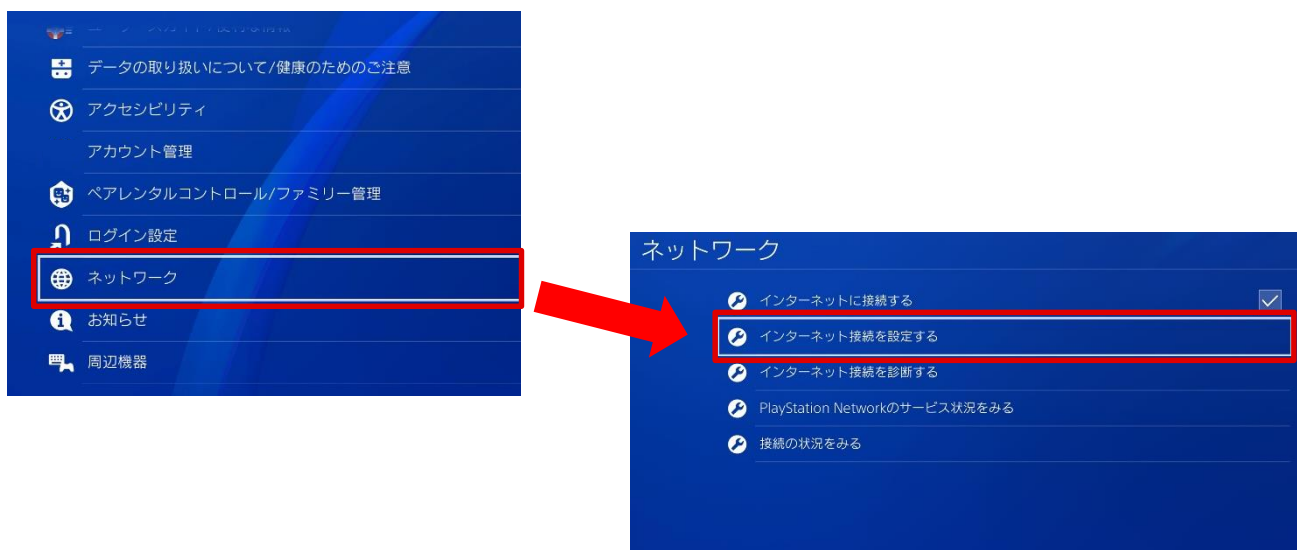 データの取り扱いについて/健康のためのご注意
アクセシビリティ
アカウント管理
ペアレンタルコントロール/ファミリー管理
ログイン設定
ネットワーク
お知らせ
周辺機器
ネットワーク
インターネットに接続する
インターネット接続を設定する
インターネット接続を診断する
PlayStation Networkのサービス状況をみる
接続の状況をみる